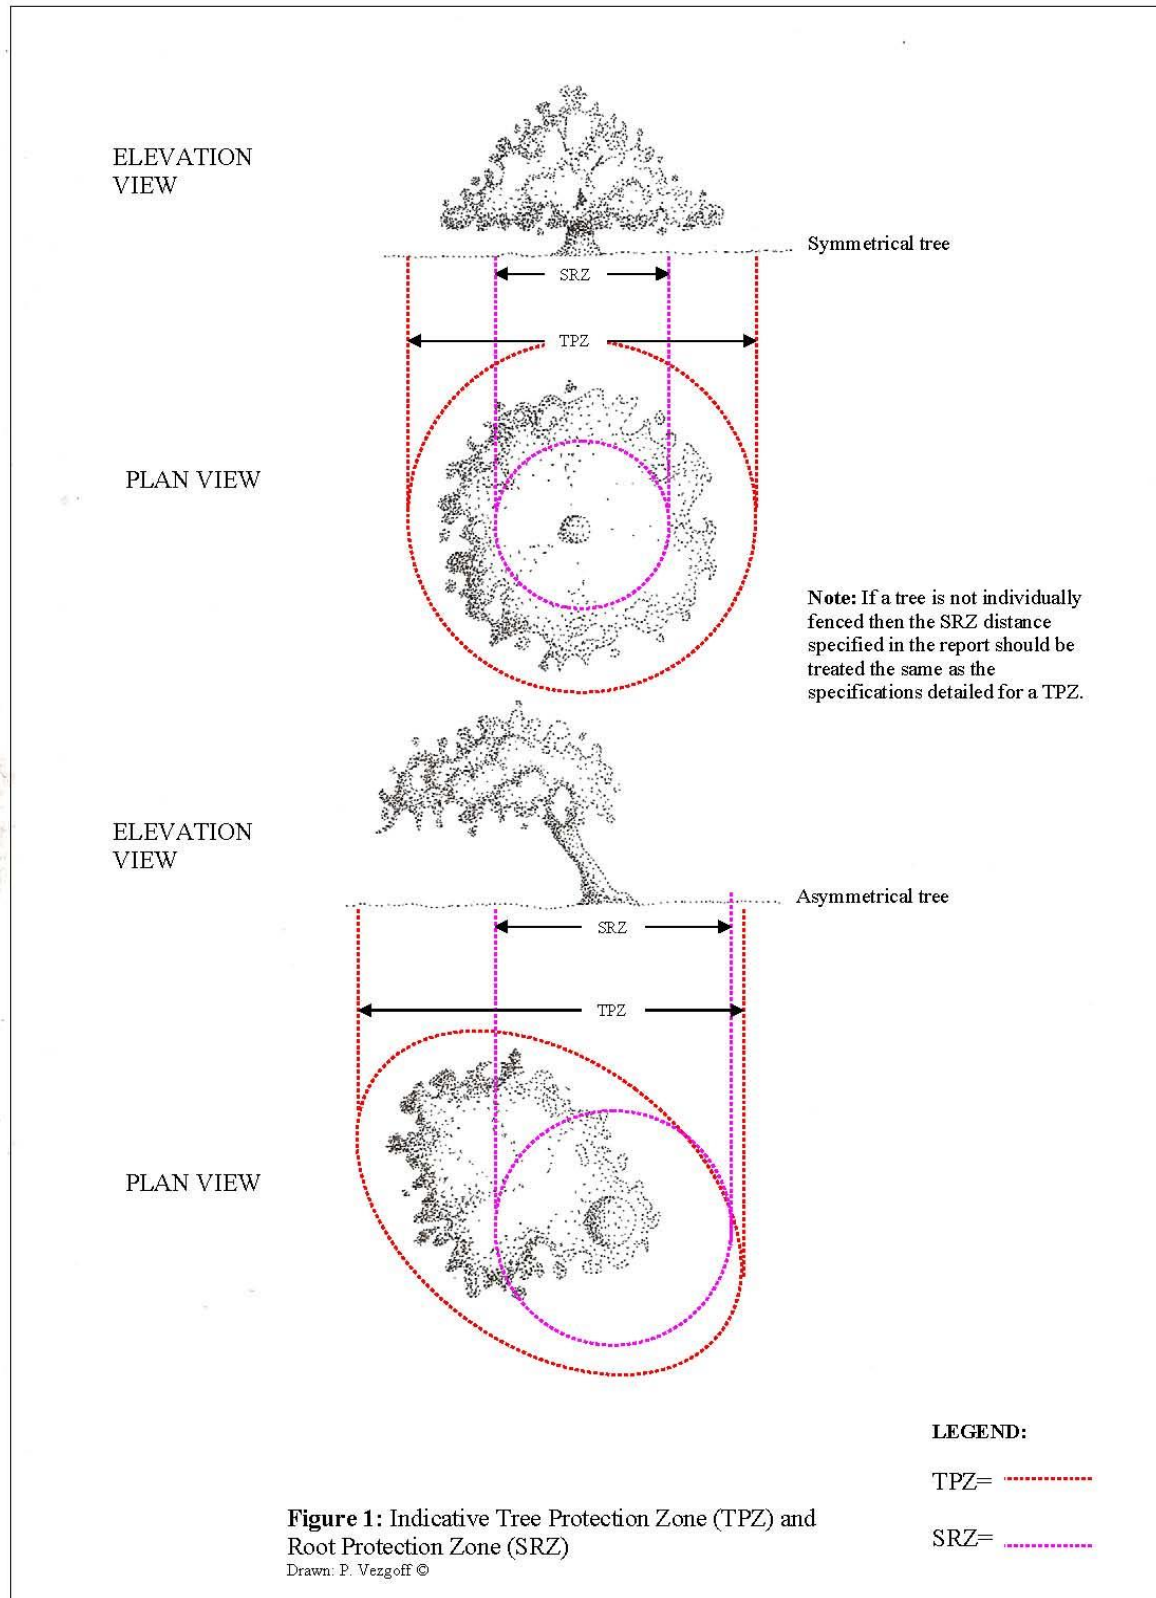 ELEVATION
VIEW
Symmetrical tree
SRZ
TPZ
PLAN VIEW
Note: If a tree is not individually
fenced then the SRZ distance
specified in the report should be
treated the same as the
specifications detailed for a TPZ.
ELEVATION
VIEW
Asymmetrical tree
SRZ
TPZ
PLAN VIEW
LEGEND:
TPZ=
SRZ=
Figure 1: Indicative Tree Protection Zone (TPZ) and
Root Protection Zone (SRZ)
Drawn: P. Vezgoff ©